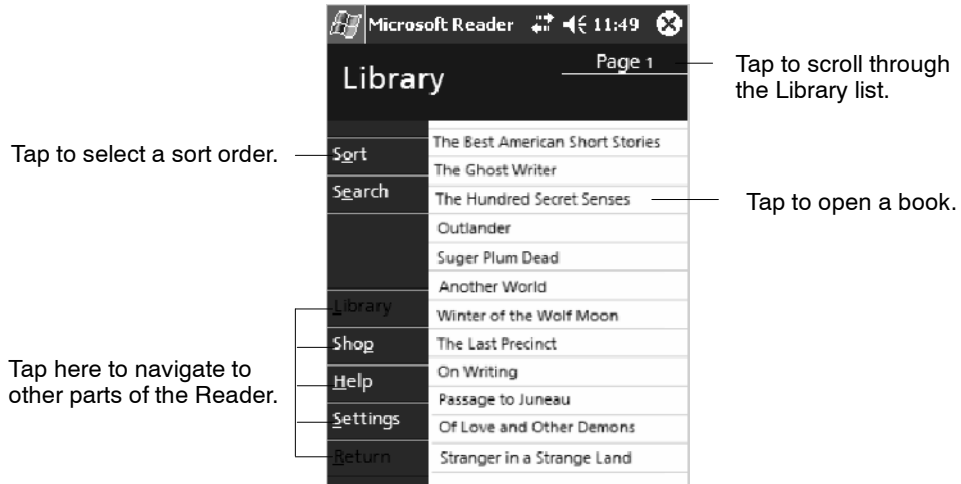 Microsoft Reader 11:49
Library
Page 1
Tap to scroll through
the Library list.
Tap to select a sort order.
Sort
Search
Library
Shop
Help
Settings
Return
The Best American Short Stories
The Ghost Writer
The Hundred Secret Senses
Outlander
Suger Plum Dead
Another World
Winter of the Wolf Moon
The Last Precinct
On Writing
Passage to Juneau
Of Love and Other Demons
Stranger in a Strange Land
Tap to open a book.
Tap here to navigate to
other parts of the Reader.